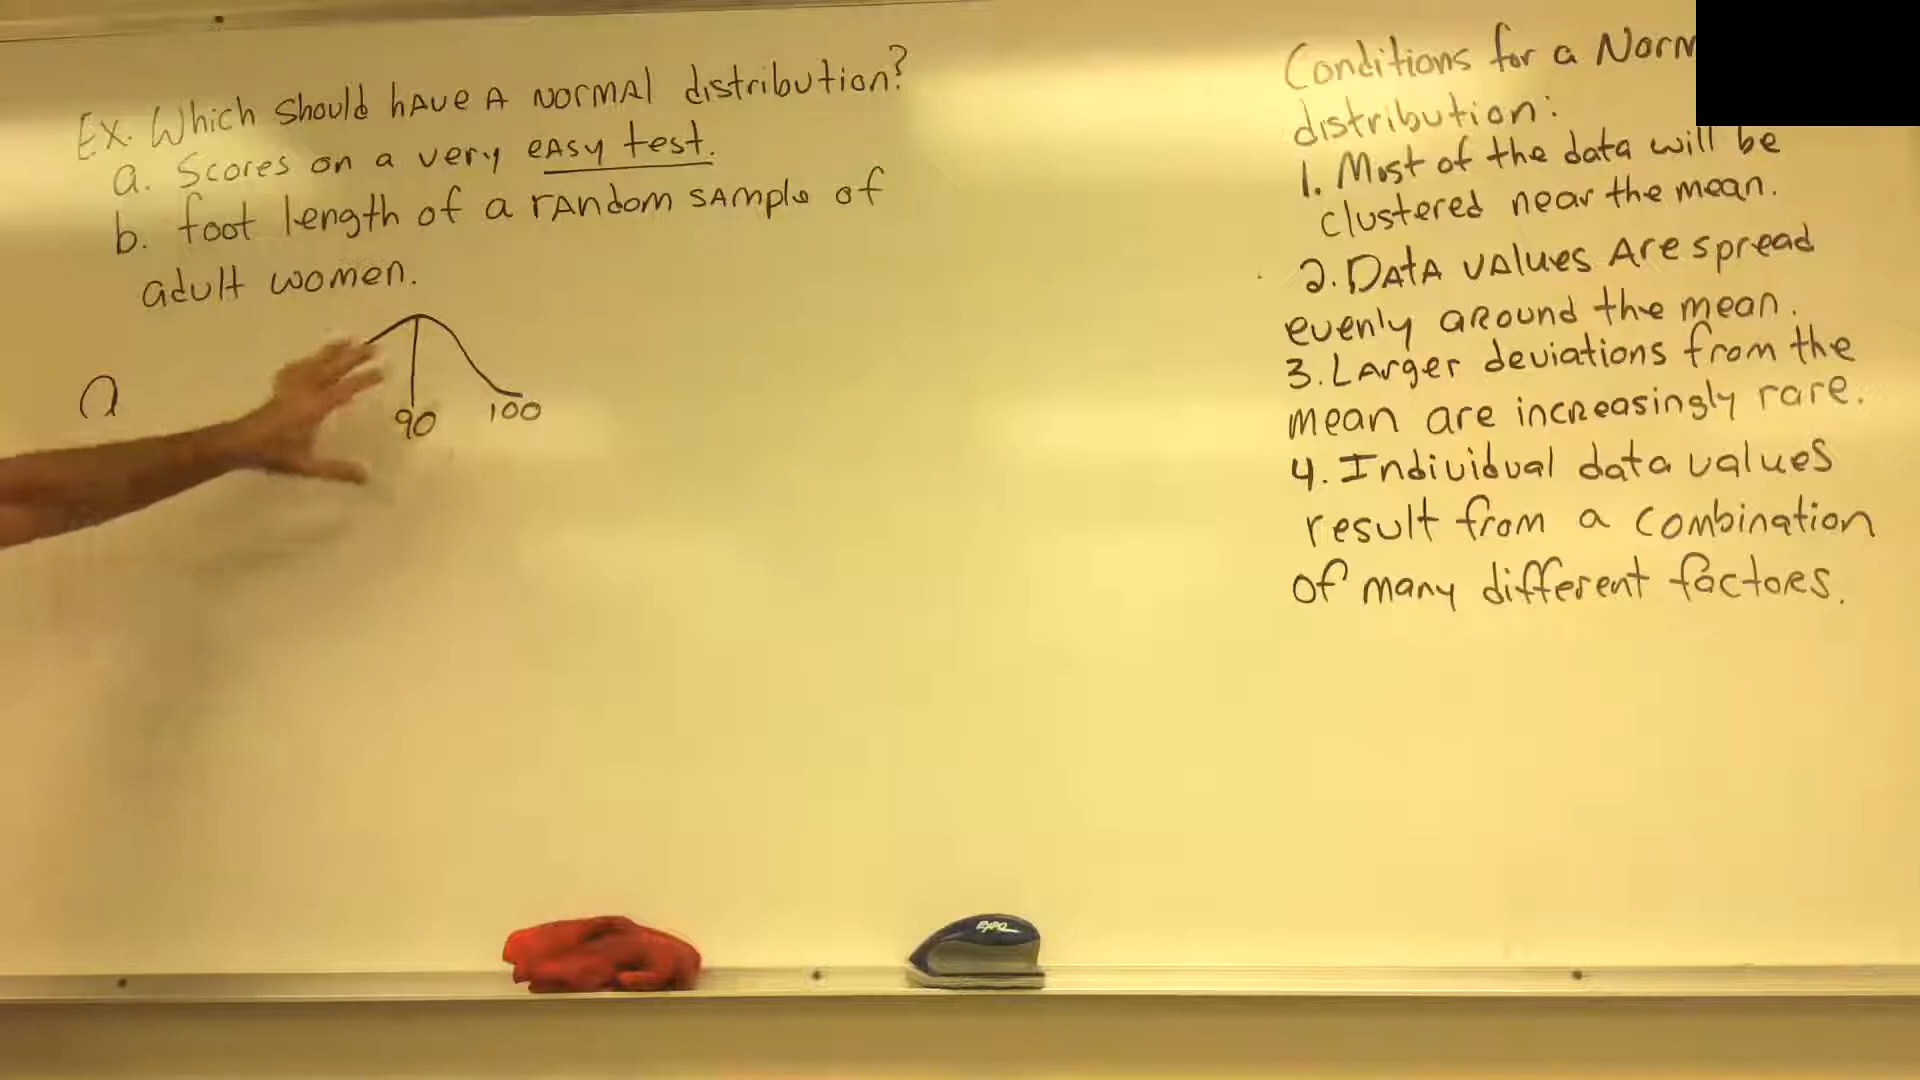 Ex. Which should have a normal distribution?
a. Scores on a very easy test.
b. foot length of a random sample of
adult women.
a
90
100
Conditions for a
distribution:
1. Most of the data will be
clustered near the mean.
2. Data values are spread
evenly around the mean.
3. Larger deviations from the
mean are increasingly rare.
4. Individual data values
result from a combination
of many different factors.
EXPO